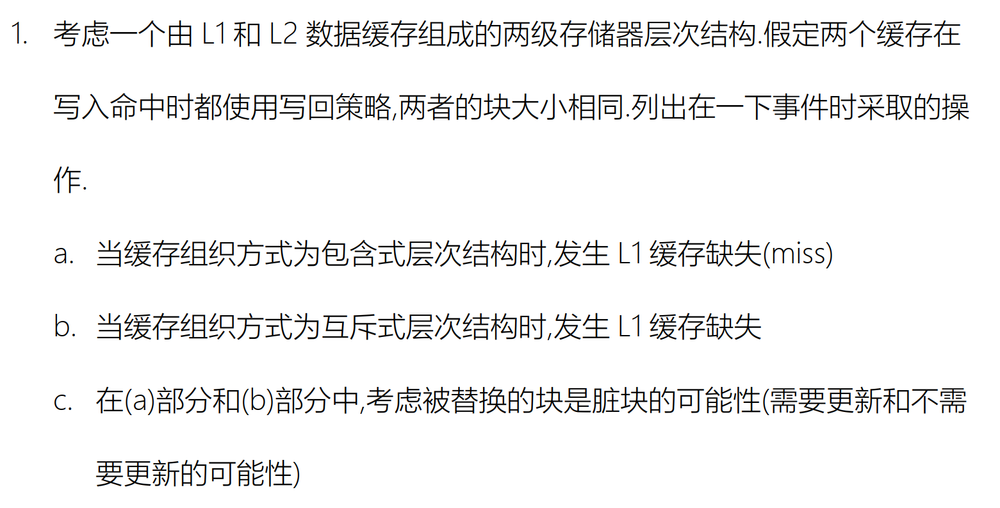 1. 考虑一个由 L1 和 L2 数据缓存组成的两级存储器层次结构.假定两个缓存在
写入命中时都使用写回策略,两者的块大小相同.列出在一下事件时采取的操
作.
a. 当缓存组织方式为包含式层次结构时,发生 L1 缓存缺失(miss)
b. 当缓存组织方式为互斥式层次结构时,发生 L1 缓存缺失
c. 在(a)部分和(b)部分中,考虑被替换的块是脏块的可能性(需要更新和不需
要更新的可能性)